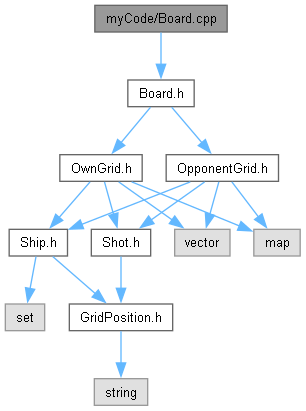 myCode/Board.cpp
Board.h
OwnGrid.h
OpponentGrid.h
Ship.h
Shot.h
vector
map
set
GridPosition.h
string